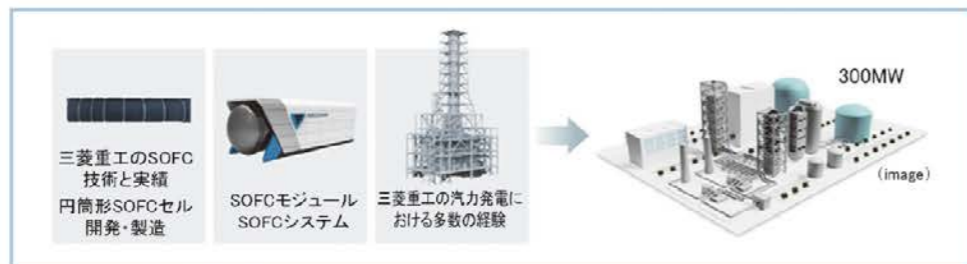 三菱重工のSOFC
技術と実績
円筒形SOFCセル
開発・製造
SOFCモジュール
SOFCシステム
三菱重工の汽力発電に
おける多数の経験
300MW
(image)